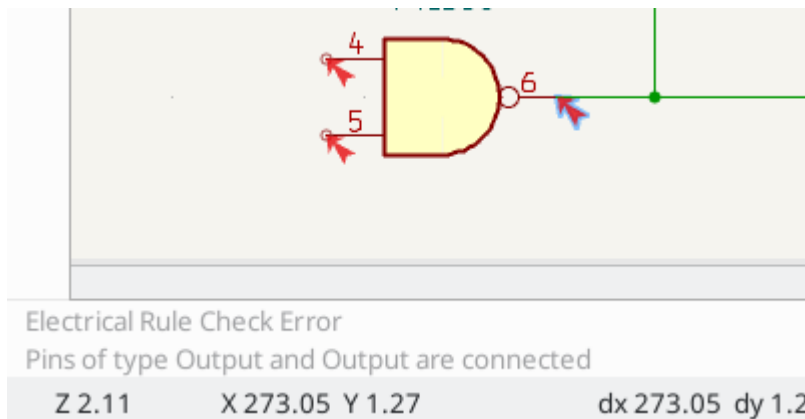 4
6
5
Electrical Rule Check Error
Pins of type Output and Output are connected
Z 2.11 X 273.05 Y 1.27 dx 273.05 dy